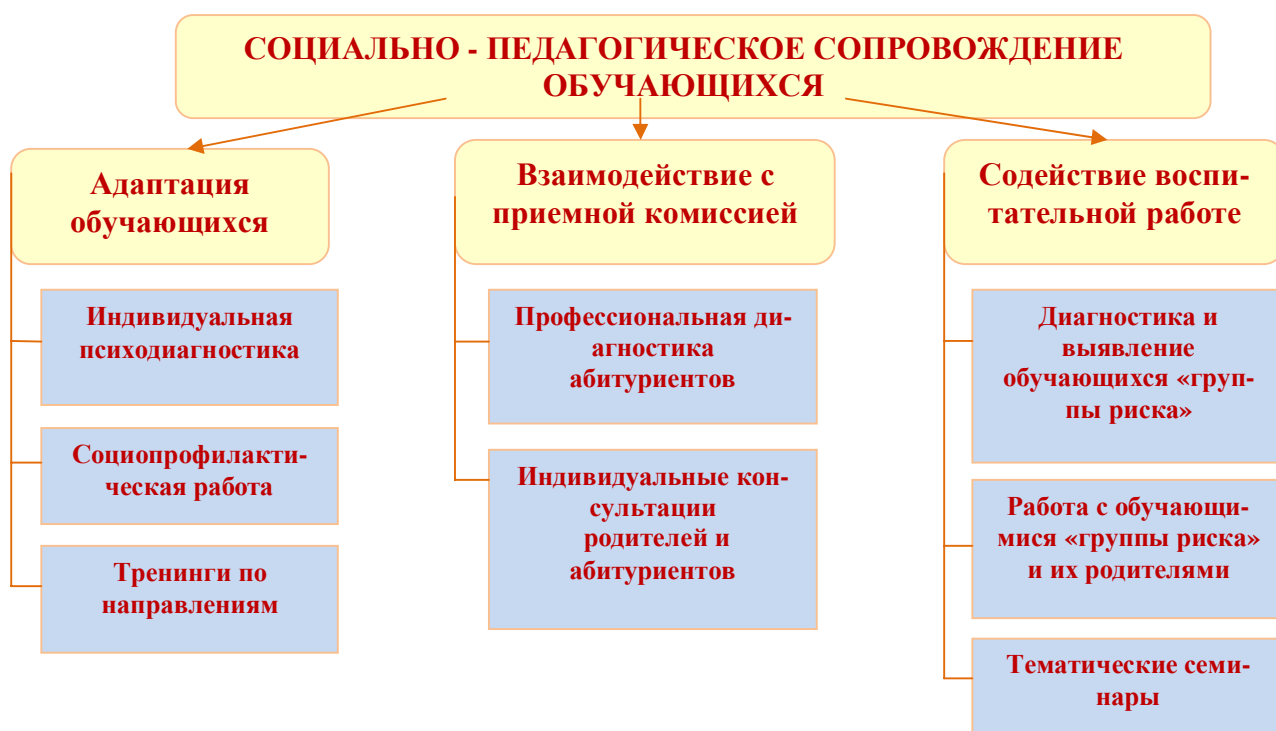 СОЦИАЛЬНО - ПЕДАГОГИЧЕСКОЕ СОПРОВОЖДЕНИЕ
ОБУЧАЮЩИХСЯ
Адаптация
обучающихся
Индивидуальная
психодиагностика
Социопрофилакти-
ческая работа
Тренинги по
направлениям
Взаимодействие с
приемной комиссией
Профессиональная ди-
агностика
абитуриентов
Индивидуальные кон-
сультации
родителей и
абитуриентов
Содействие воспи-
тательной работе
Диагностика и
выявление
обучающихся «груп-
пы риска»
Работа с обучающи-
мися «группы риска»
и их родителями
Тематические семи-
нары